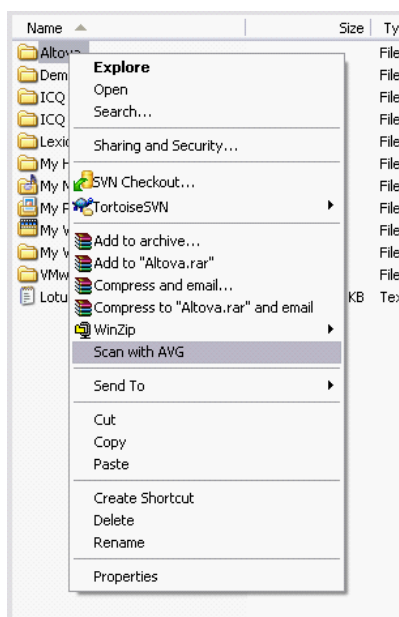 Name Size Ty
Altova File
Dem File
ICQ File
ICQ File
Lexic File
My H File
My M File
My P File
My V File
My V File
VMw File
Lotu KB Tex
Explore
Open
Search...
Sharing and Security...
SVN Checkout...
TortoiseSVN
Add to archive...
Add to "Altova.rar"
Compress and email...
Compress to "Altova.rar" and email
WinZip
Scan with AVG
Send To
Cut
Copy
Paste
Create Shortcut
Delete
Rename
Properties